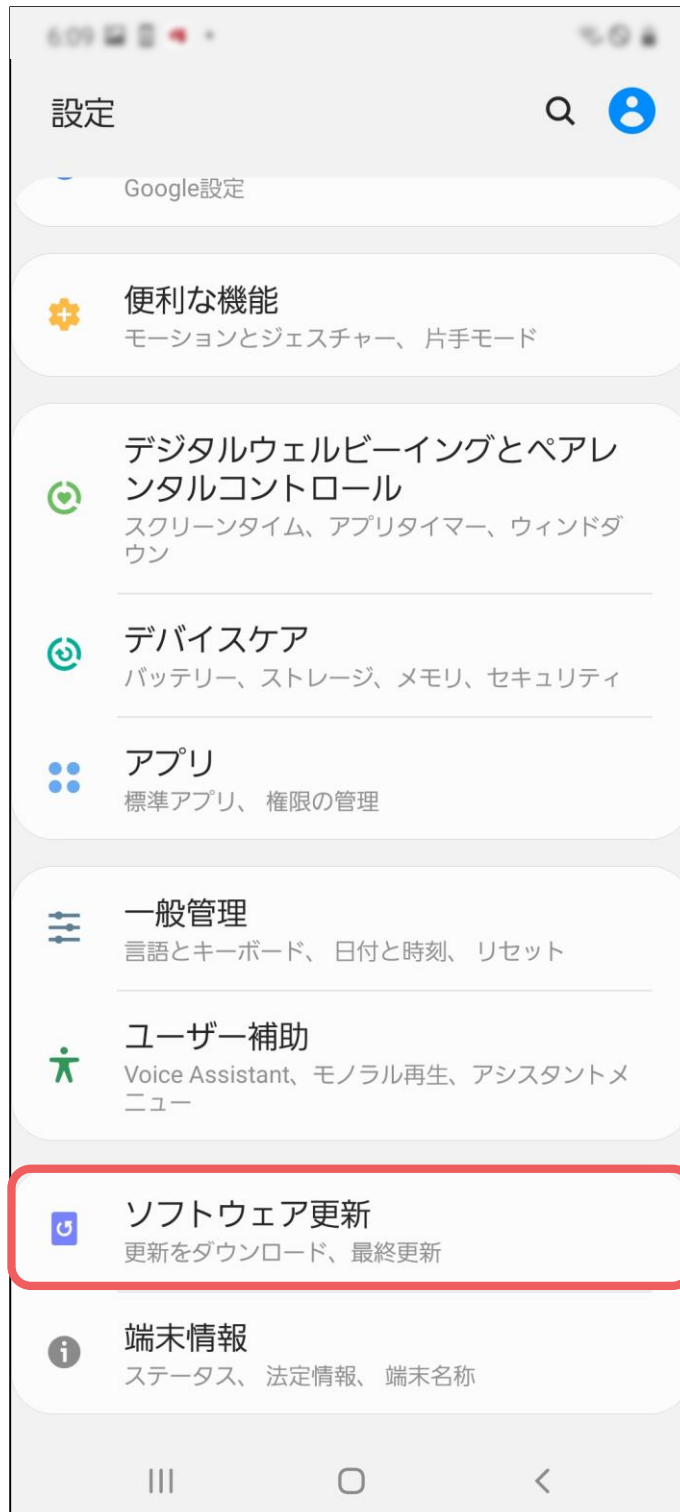 6:09
設定
Google設定
便利な機能
モーションとジェスチャー、 片手モード
デジタルウェルビーイングとペアレ
ンタルコントロール
スクリーンタイム、アプリタイマー、ウィンドダ
ウン
デバイスケア
バッテリー、ストレージ、メモリ、セキュリティ
アプリ
標準アプリ、 権限の管理
一般管理
言語とキーボード、 日付と時刻、 リセット
ユーザー補助
Voice Assistant、モノラル再生、アシスタントメ
ニュー
ソフトウェア更新
更新をダウンロード、最終更新
端末情報
ステータス、 法定情報、 端末名称